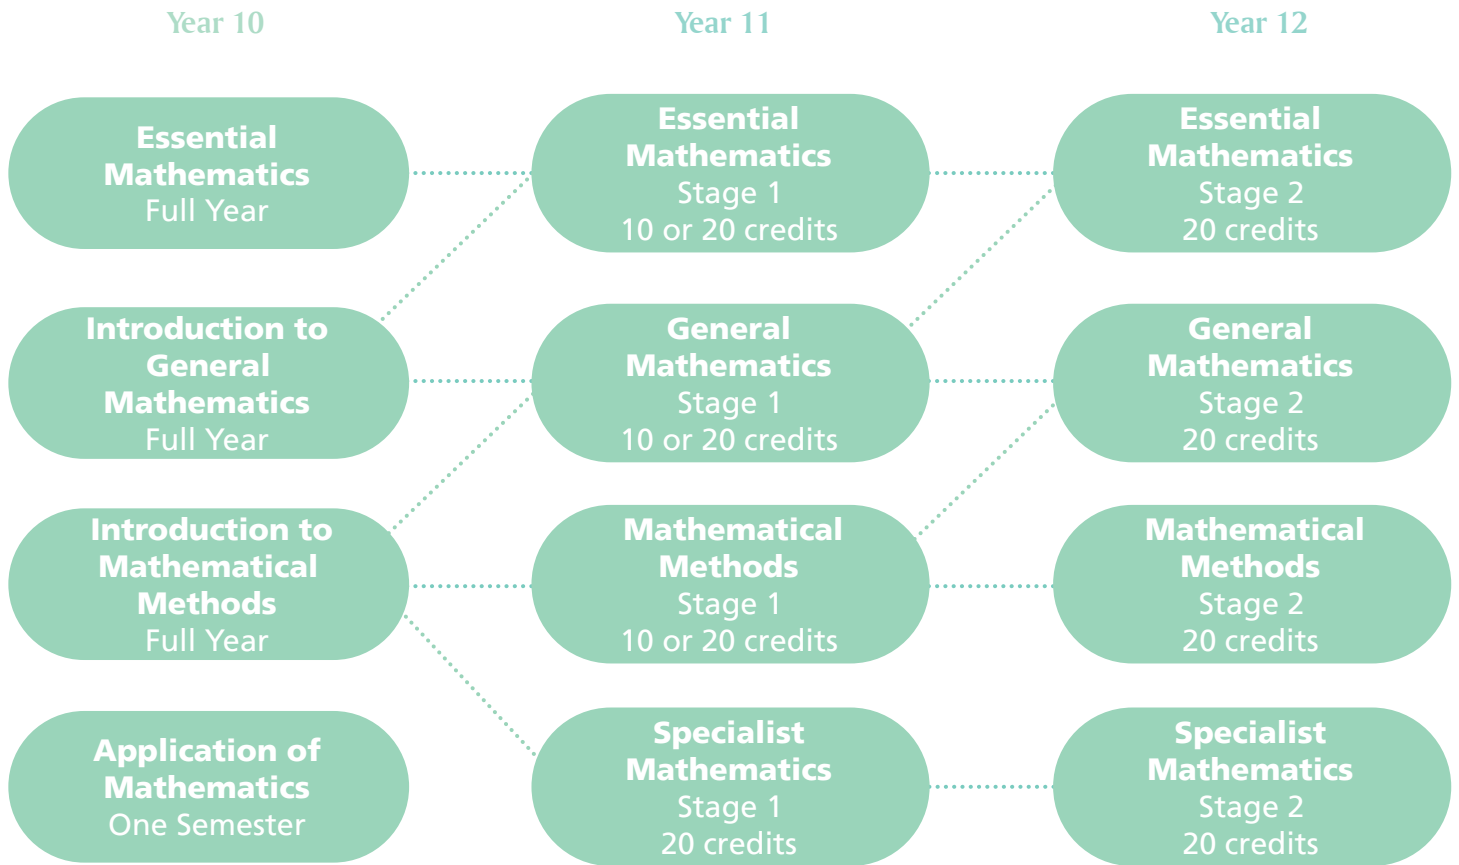 Year 10
Year 11
Year 12
Essential
Mathematics
Full Year
Essential
Mathematics
Stage 1
10 or 20 credits
Essential
Mathematics
Stage 2
20 credits
Introduction to
General
Mathematics
Full Year
General
Mathematics
Stage 1
10 or 20 credits
General
Mathematics
Stage 2
20 credits
Introduction to
Mathematical
Methods
Full Year
Mathematical
Methods
Stage 1
10 or 20 credits
Mathematical
Methods
Stage 2
20 credits
Application of
Mathematics
One Semester
Specialist
Mathematics
Stage 1
20 credits
Specialist
Mathematics
Stage 2
20 credits